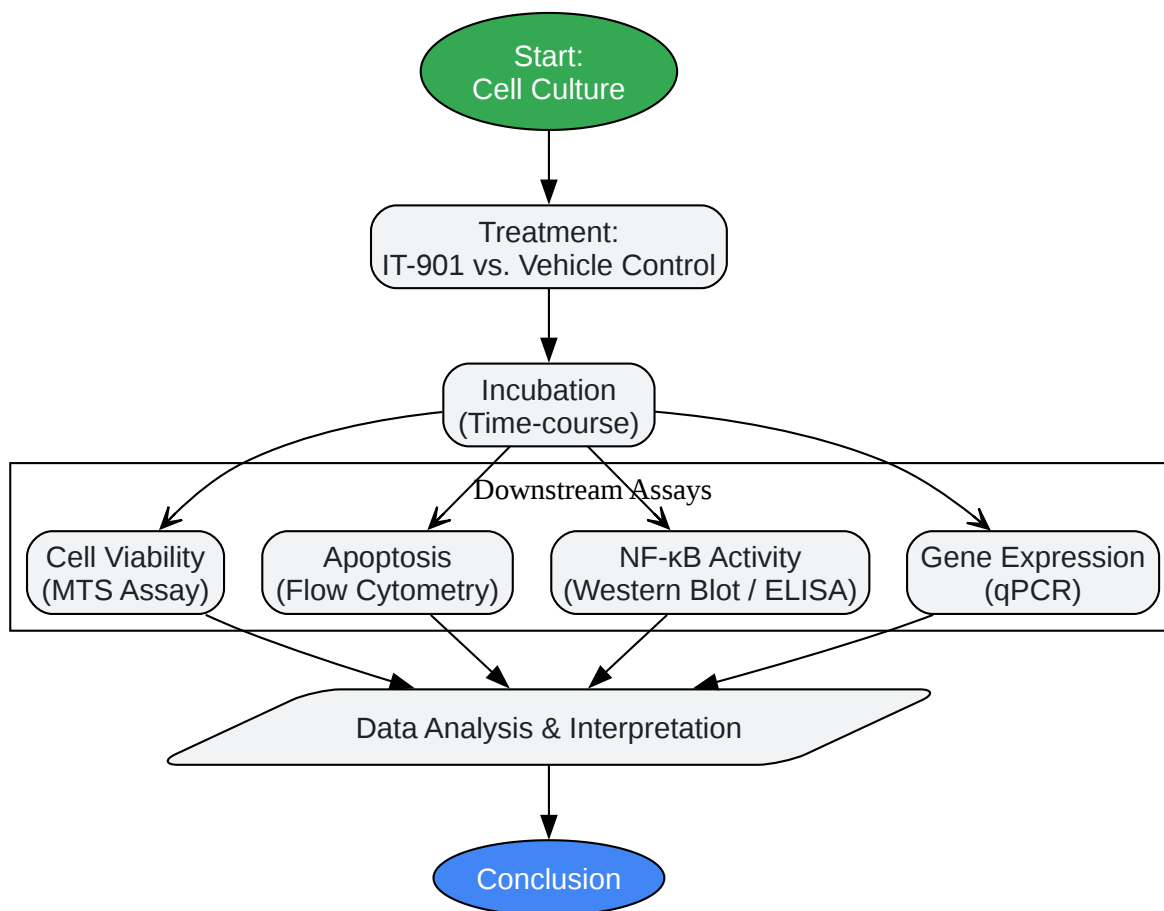 Start:
Cell Culture
Treatment:
IT-901 vs. Vehicle Control
Incubation
(Time-course)
Downstream Assays
Cell Viability
(MTS Assay)
Apoptosis
(Flow Cytometry)
NF-κB Activity
(Western Blot / ELISA)
Gene Expression
(qPCR)
Data Analysis & Interpretation
Conclusion